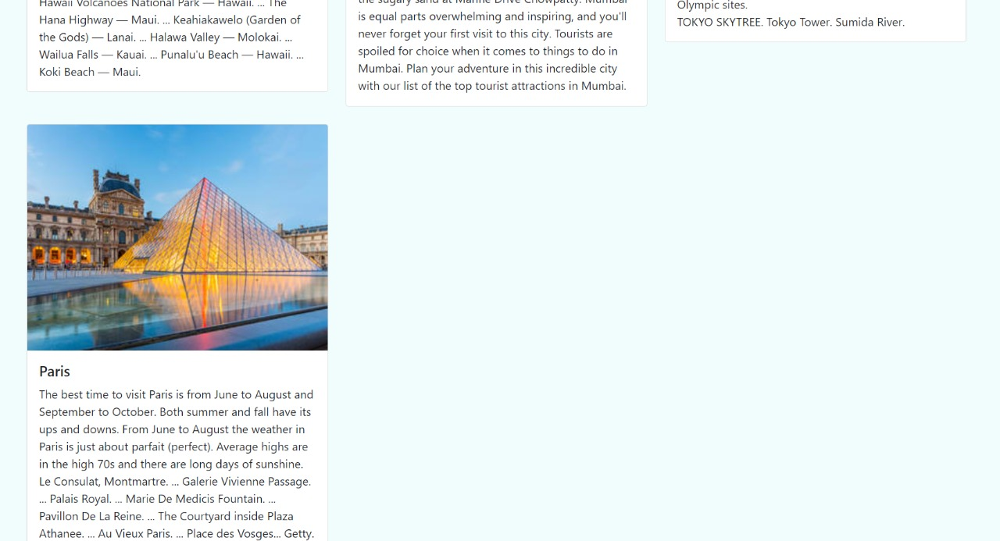 Hawaii Volcanoes National Park — Hawaii. ... The
Hana Highway — Maui. ... Keahiakawelo (Garden of
the Gods) — Lanai. ... Halawa Valley — Molokai. ...
Wailua Falls — Kauai. ... Punalu'u Beach — Hawaii. ...
Koki Beach — Maui.
the sugary sand at Marine Drive Chowpatty. Mumbai
is equal parts overwhelming and inspiring, and you'll
never forget your first visit to this city. Tourists are
spoiled for choice when it comes to things to do in
Mumbai. Plan your adventure in this incredible city
with our list of the top tourist attractions in Mumbai.
Olympic sites.
TOKYO SKYTREE. Tokyo Tower. Sumida River.
Paris
The best time to visit Paris is from June to August and
September to October. Both summer and fall have its
ups and downs. From June to August the weather in
Paris is just about parfait (perfect). Average highs are
in the high 70s and there are long days of sunshine.
Le Consulat, Montmartre. ... Galerie Vivienne Passage.
... Palais Royal. ... Marie De Medicis Fountain. ...
Pavillon De La Reine. ... The Courtyard inside Plaza
Athanee. ... Au Vieux Paris. ... Place des Vosges... Getty.